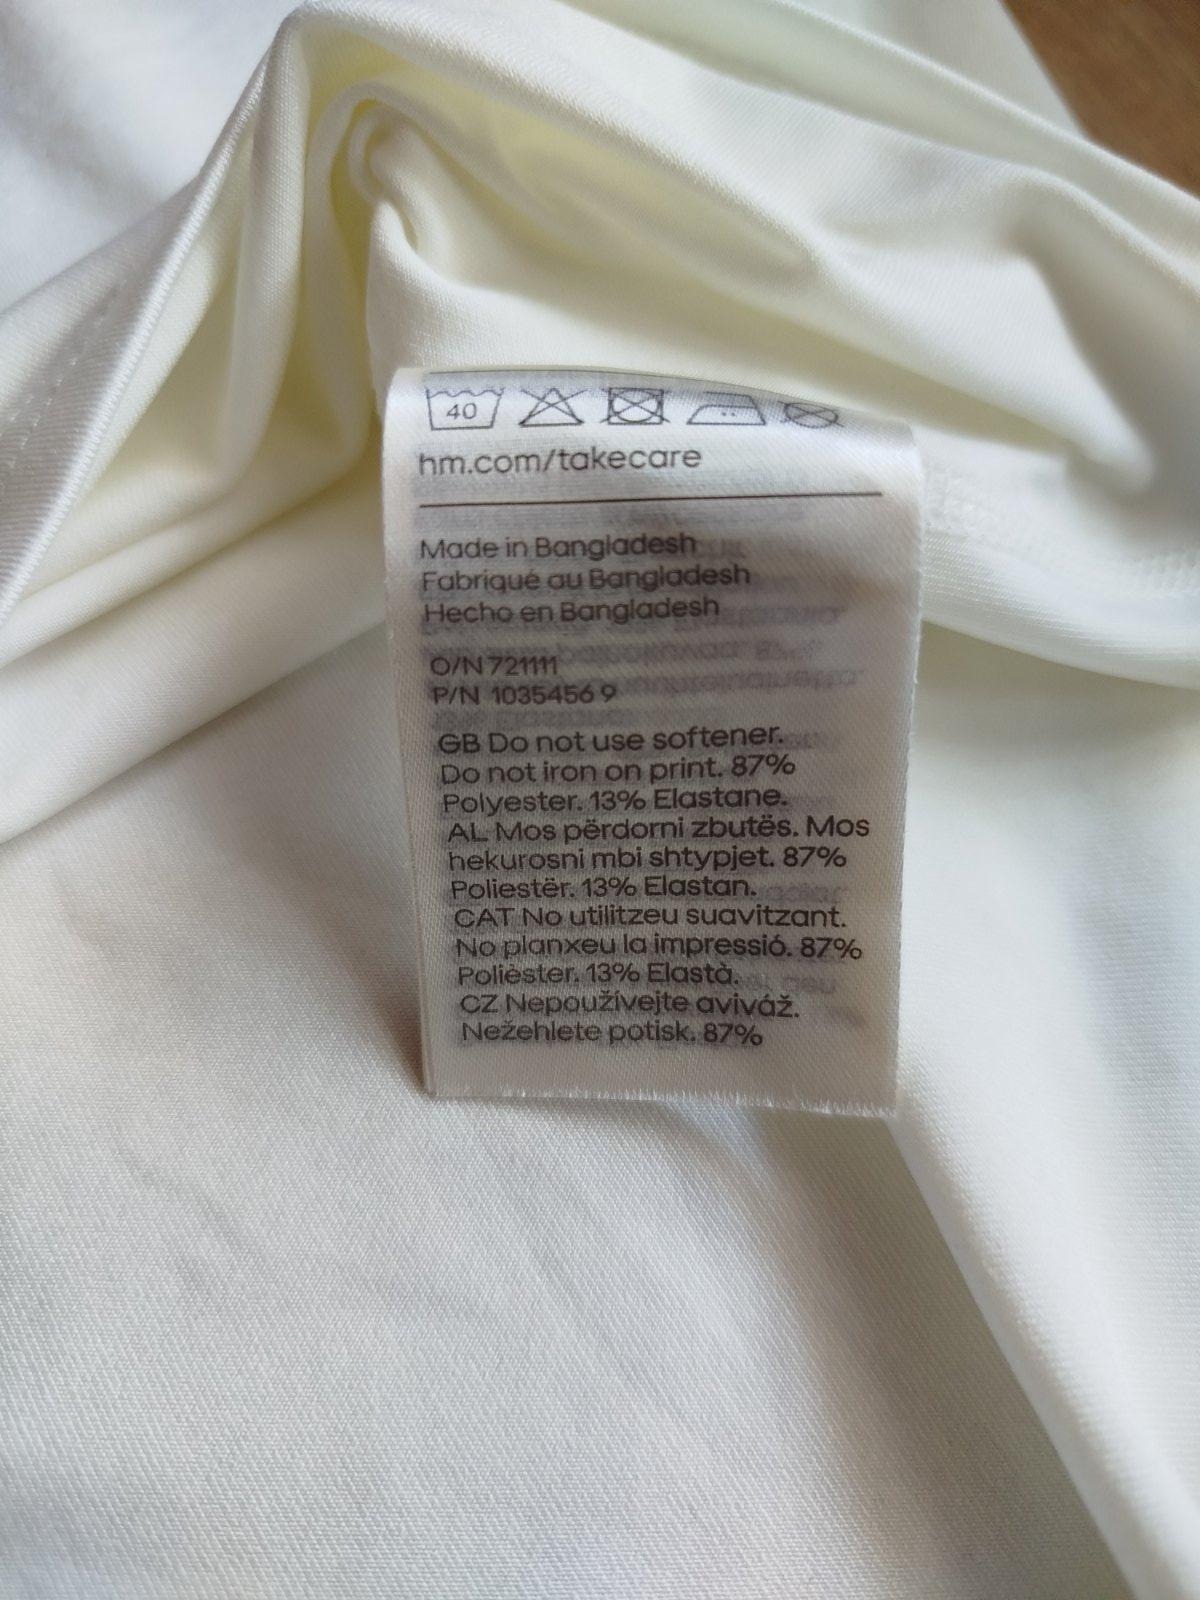 40
hm.com/takecare
Made in Bangladesh
Fabriqué au Bangladesh
Hecho en Bangladesh
O/N 721111
P/N 1035456 9
GB Do not use softener.
Do not iron on print. 87%
Polyester. 13% Elastane.
AL Mos përdorni zbutës. Mos
hekurosni mbi shtypjet. 87%
Poliestër. 13% Elastan.
CAT No utilitzeu suavitzant.
No planxeu la impressió. 87%
Polièster. 13% Elastà.
CZ Nepoužívejte aviváž.
Nežehlete potisk. 87%